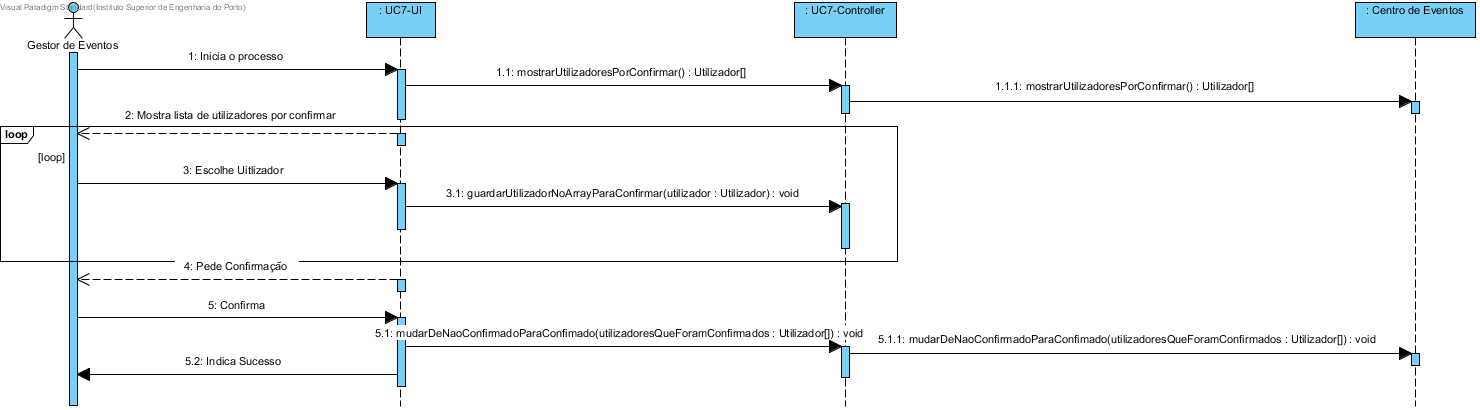 Visual Paradigm Standard(Instituto Superior de Engenharia do Porto)
: UC7-UI
: UC7-Controller
: Centro de Eventos
Gestor de Eventos
1: Inicia o processo
1.1: mostrarUtilizadoresPorConfirmar() : Utilizador[]
1.1.1: mostrarUtilizadoresPorConfirmar() : Utilizador[]
2: Mostra lista de utilizadores por confirmar
loop
[loop]
3: Escolhe Uitlizador
3.1: guardarUtilizadorNoArrayParaConfirmar(utilizador : Utilizador) : void
4: Pede Confirmação
5: Confirma
5.1: mudarDeNaoConfirmadoParaConfimado(utilizadoresQueForamConfirmados : Utilizador[]) : void
5.1.1: mudarDeNaoConfirmadoParaConfimado(utilizadoresQueForamConfirmados : Utilizador[]) : void
5.2: Indica Sucesso